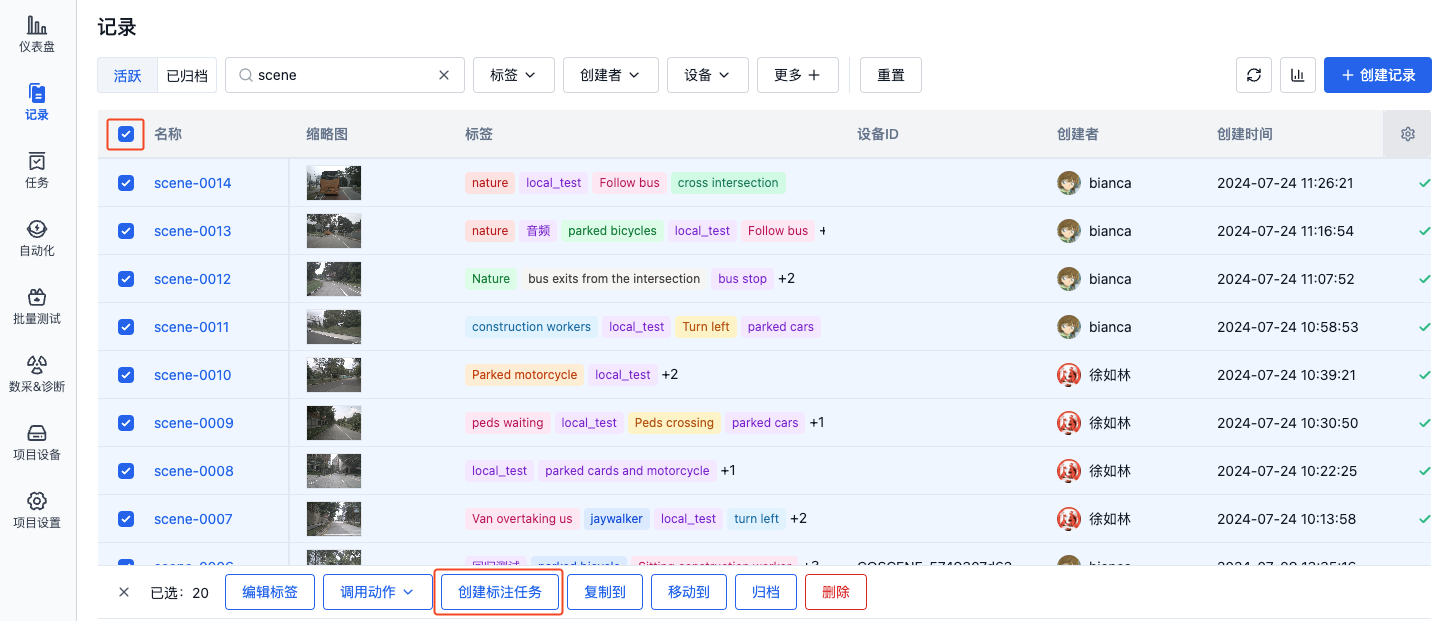 仪表盘
记录
任务
自动化
批量测试
数采&诊断
项目设备
项目设置
记录
活跃 已归档 scene 标签 创建者 设备 更多 重置 创建记录
名称 缩略图 标签 设备ID 创建者 创建时间
scene-0014 nature local_test Follow bus cross intersection bianca 2024-07-24 11:26:21
scene-0013 nature 音频 parked bicycles local_test Follow bus + bianca 2024-07-24 11:16:54
scene-0012 Nature bus exits from the intersection bus stop +2 bianca 2024-07-24 11:07:52
scene-0011 construction workers local_test Turn left parked cars bianca 2024-07-24 10:58:53
scene-0010 Parked motorcycle local_test +2 徐如林 2024-07-24 10:39:21
scene-0009 peds waiting local_test Peds crossing parked cars +1 徐如林 2024-07-24 10:30:50
scene-0008 local_test parked cards and motorcycle +1 徐如林 2024-07-24 10:22:25
scene-0007 Van overtaking us jaywalker local_test turn left +2 徐如林 2024-07-24 10:13:58
已选：20 编辑标签 调用动作 创建标注任务 复制到 移动到 归档 删除